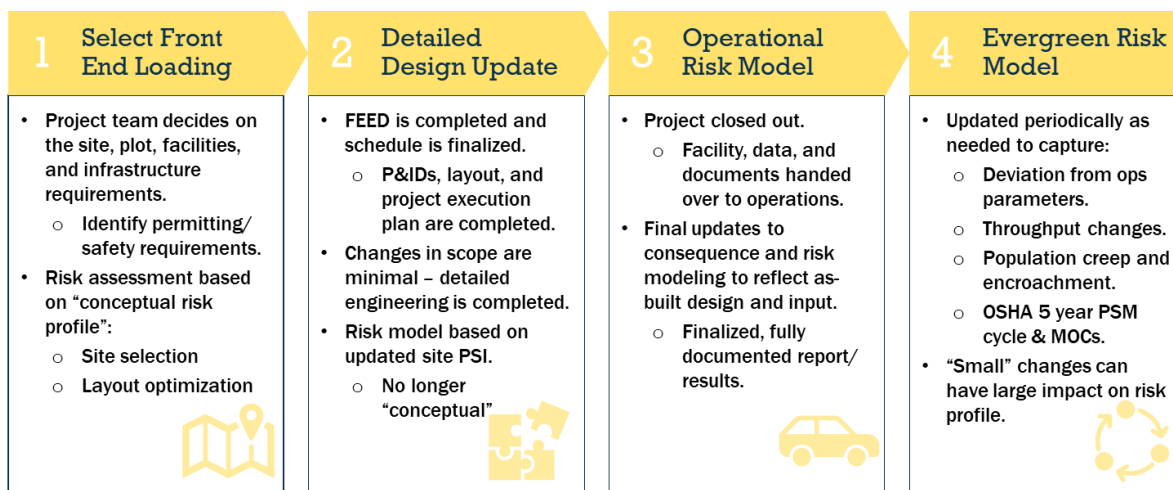 1
Select Front
End Loading
• Project team decides on
the site, plot, facilities,
and infrastructure
requirements.
o Identify permitting/
safety requirements.
• Risk assessment based
on “conceptual risk
profile”:
o Site selection
o Layout optimization
2
Detailed
Design Update
• FEED is completed and
schedule is finalized.
o P&IDs, layout, and
project execution
plan are completed.
• Changes in scope are
minimal – detailed
engineering is completed.
• Risk model based on
updated site PSI.
o No longer
“conceptual”
3
Operational
Risk Model
• Project closed out.
o Facility, data, and
documents handed
over to operations.
• Final updates to
consequence and risk
modeling to reflect as-
built design and input.
o Finalized, fully
documented report/
results.
4
Evergreen Risk
Model
• Updated periodically as
needed to capture:
o Deviation from ops
parameters.
o Throughput changes.
o Population creep and
encroachment.
o OSHA 5 year PSM
cycle & MOCs.
• “Small” changes can
have large impact on risk
profile.